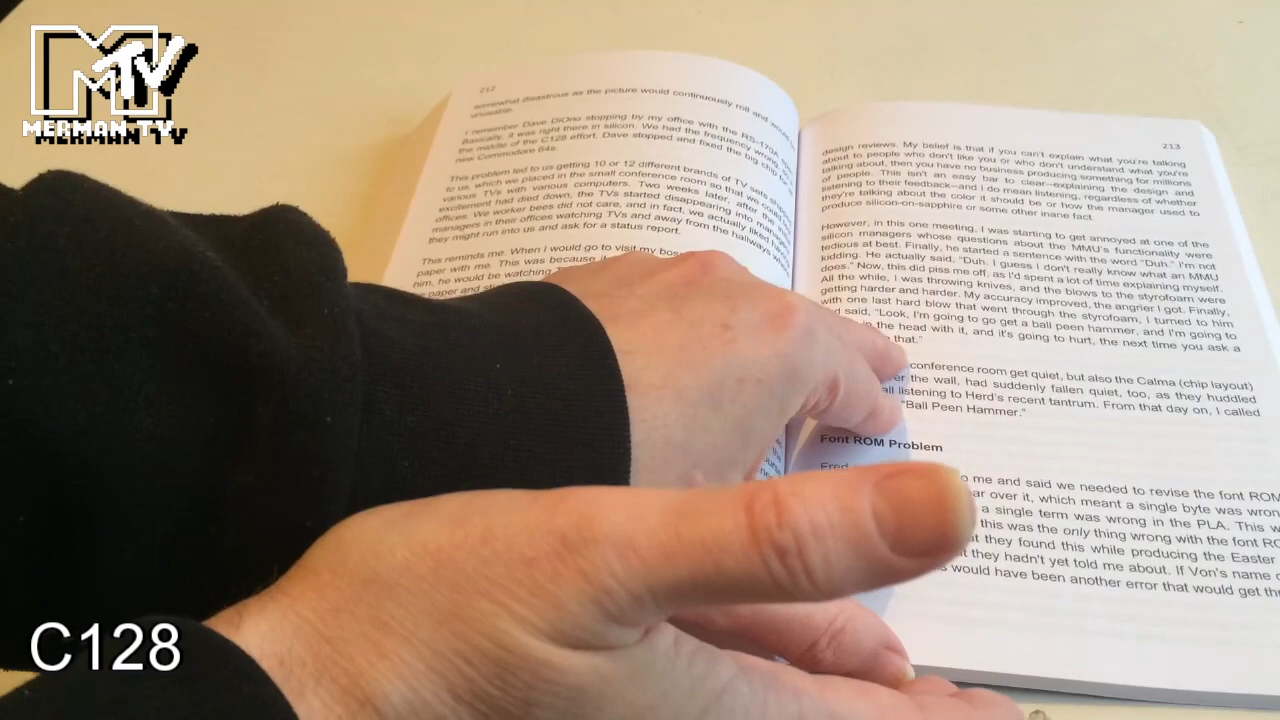 MTV
MERMAN TV
212
somewhat disastrous as the picture would continuously roll and would
unusable.
I remember Dave DiOrio stopping by my office with the RS-170A
Basically, it was right there in silicon. We had the frequency wrong
the middle of the C128 effort, Dave stopped and fixed the big chip for
new Commodore 64s.
This problem led us to us getting 10 or 12 different brands of TV sets
to us, which we placed in the small conference room so that we could
various TVs with various computers. Two weeks later, after the
excitement had died down, the TVs started disappearing into
offices. We worker bees did not care, and in fact, we actually liked
managers in their offices watching TVs and away from the hallways
they might run into us and ask for a status report.
This reminds me. When I would go to visit my
paper with me. This was because
him, he would be watching
paper and
213
design reviews. My belief is that if you can't explain what you're talking
about to people who don't like you or who don't understand what you're
talking about, then you have no business producing something for millions
of people. This isn't an easy bar to clear—explaining the design and
listening to their feedback—and I do mean listening, regardless of whether
they're talking about the color it should be or how the manager used to
produce silicon-on-sapphire or some other inane fact.
However, in this one meeting, I was starting to get annoyed at one of the
silicon managers whose questions about the MMU's functionality were
tedious at best. Finally, he started a sentence with the word "Duh." I'm not
kidding. He actually said, "Duh. I guess I don't really know what an MMU
does." Now, this did piss me off, as I'd spent a lot of time explaining myself.
All the while, I was throwing knives, and the blows to the styrofoam were
getting harder and harder. My accuracy improved, the angrier I got. Finally,
with one last hard blow that went through the styrofoam, I turned to him
said, "Look, I'm going to go get a ball peen hammer, and I'm going to
in the head with it, and it's going to hurt, the next time you ask a
that."
conference room get quiet, but also the Calma (chip layout)
the wall, had suddenly fallen quiet, too, as they huddled
all listening to Herd's recent tantrum. From that day on, I called
"Ball Peen Hammer."
Font ROM Problem
Fred
me and said we needed to revise the font ROM
over it, which meant a single byte was
a single term was wrong in the PLA. This
this was the only thing wrong with the font
they found this while producing the Easter
they hadn't yet told me about. If Von's name
would have been another error that would get
C128